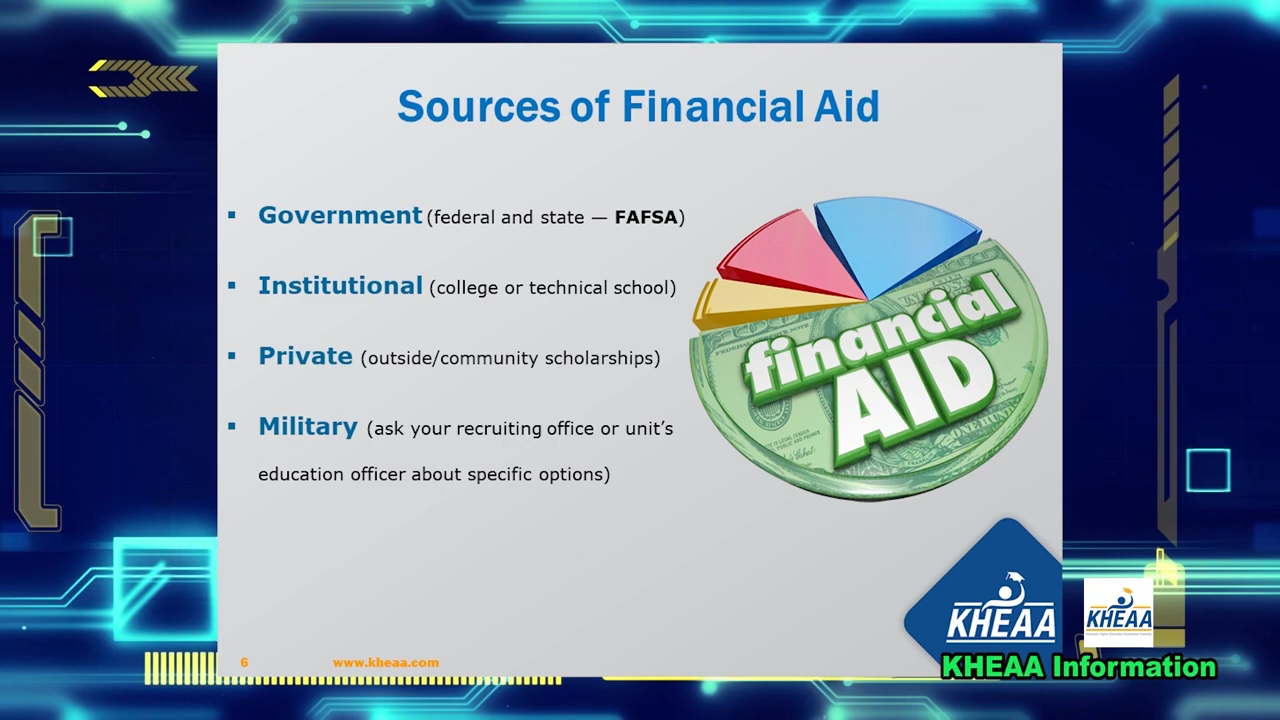 Sources of Financial Aid
Government (federal and state — FAFSA)
Institutional (college or technical school)
Private (outside/community scholarships)
Military (ask your recruiting office or unit's
education officer about specific options)
financial
AID
KHEAA
KHEAA
KHEAA Information
6 www.kheaa.com